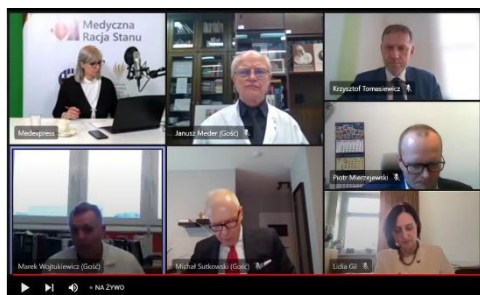 Medyczna
Racja Stanu
Medexpress
Janusz Meder (Gość)
Krzysztof Tomasiewicz
Piotr Mierzejewski
Marek Wojtukiewicz (Gość)
Michał Sutkowski (Gość)
Lidia Gil
NA ŻYWO